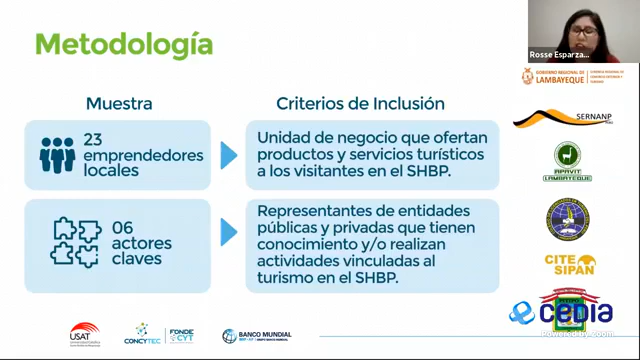 Metodología
Rosse Esparza...
Muestra
Criterios de Inclusión
23
emprendedores
locales
Unidad de negocio que ofertan
productos y servicios turísticos
a los visitantes en el SHBP.
06
actores
claves
Representantes de entidades
públicas y privadas que tienen
conocimiento y/o realizan
actividades vinculadas al
turismo en el SHBP.
GOBIERNO REGIONAL DE
LAMBAYEQUE
SERNANP
APAVIT
LAMBAYEQUE
CITE
SIPAN
cedia
Powered by Zoom
USAT
CONCYTEC
FONDE
CYT
BANCO MUNDIAL